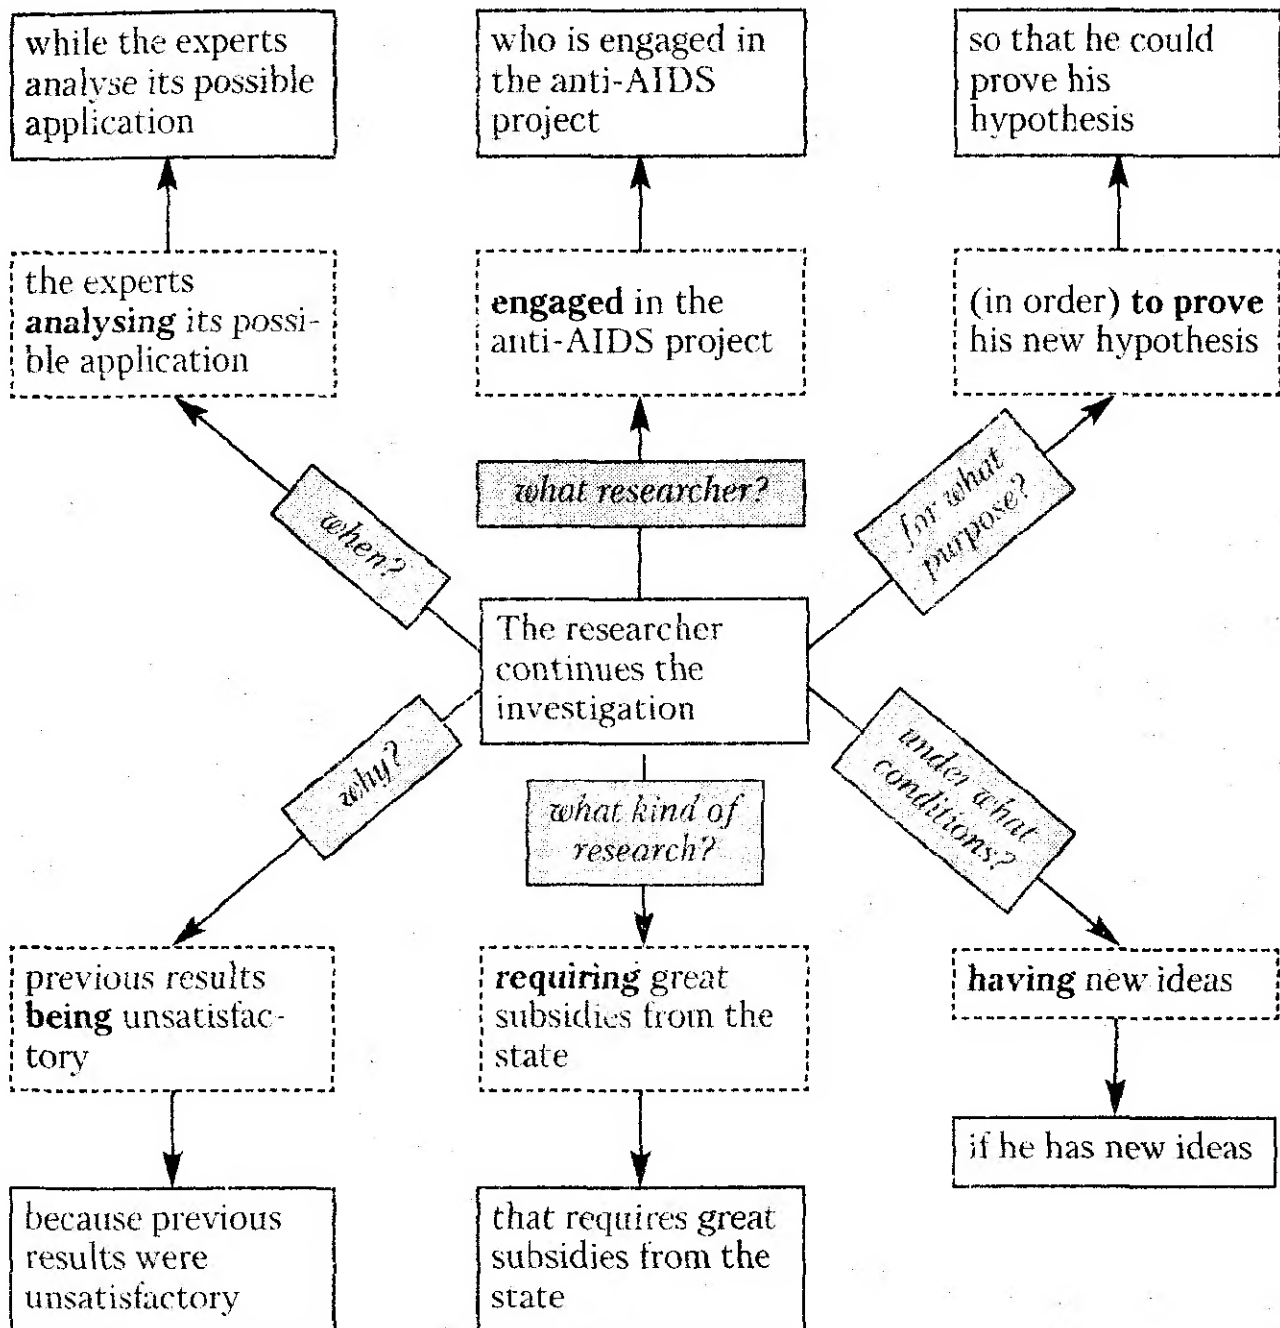 while the experts
analyse its possible
application
who is engaged in
the anti-AIDS
project
so that he could
prove his
hypothesis
the experts
analysing its possi-
ble application
engaged in the
anti-AIDS project
(in order) to prove
his new hypothesis
when?
what researcher?
for what
purpose?
The researcher
continues the
investigation
why?
what kind of
research?
under what
conditions?
previous results
being unsatisfac-
tory
requiring great
subsidies from the
state
having new ideas
because previous
results were
unsatisfactory
that requires great
subsidies from the
state
if he has new ideas